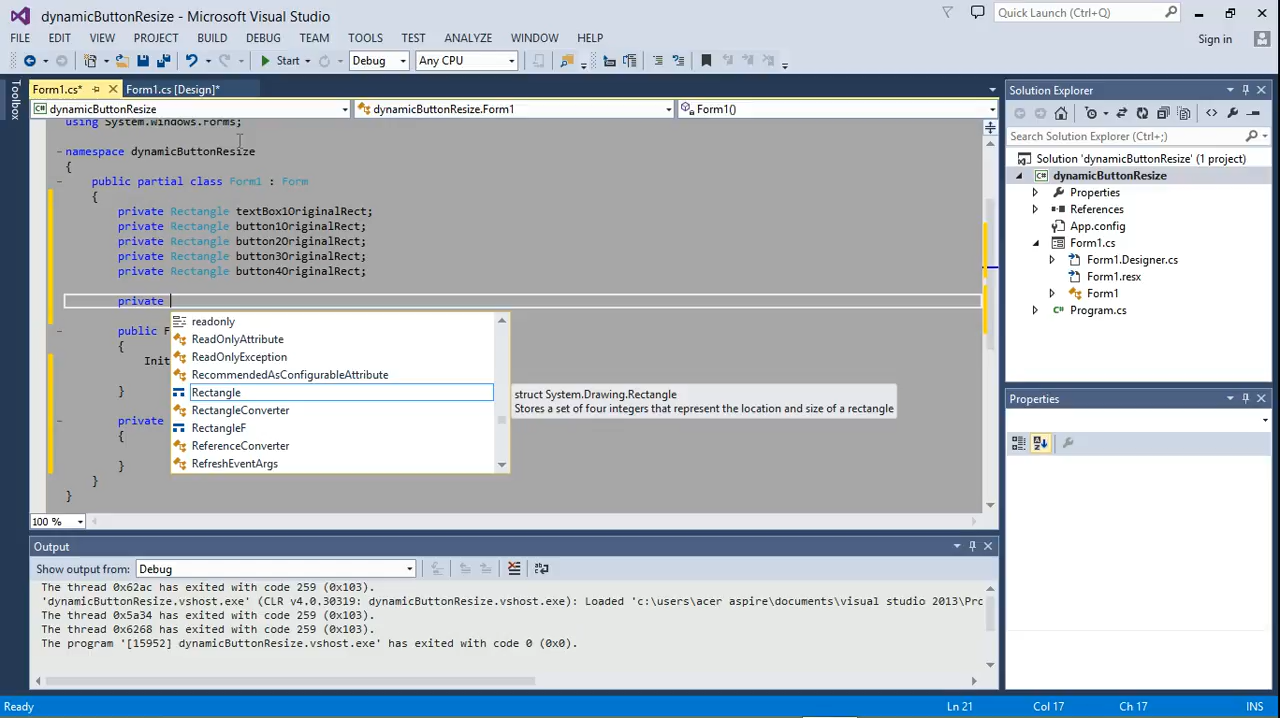 dynamicButtonResize - Microsoft Visual Studio
Quick Launch (Ctrl+Q)
FILE EDIT VIEW PROJECT BUILD DEBUG TEAM TOOLS TEST ANALYZE WINDOW HELP
Sign in
Start Debug Any CPU
Toolbox
Form1.cs* Form1.cs [Design]*
dynamicButtonResize dynamicButtonResize.Form1 Form1()
using System.Windows.Forms;
namespace dynamicButtonResize
{
public partial class Form1 : Form
{
private Rectangle textBox1OriginalRect;
private Rectangle button1OriginalRect;
private Rectangle button2OriginalRect;
private Rectangle button3OriginalRect;
private Rectangle button4OriginalRect;
private
readonly
public F
ReadOnlyAttribute
{
ReadOnlyException
Init
RecommendedAsConfigurableAttribute
}
Rectangle
struct System.Drawing.Rectangle
Stores a set of four integers that represent the location and size of a rectangle
RectangleConverter
private
RectangleF
{
ReferenceConverter
}
RefreshEventArgs
}
}
100 %
Solution Explorer
Search Solution Explorer (Ctrl+;)
Solution 'dynamicButtonResize' (1 project)
dynamicButtonResize
Properties
References
App.config
Form1.cs
Form1.Designer.cs
Form1.resx
Form1
Program.cs
Properties
Output
Show output from: Debug
The thread 0x62ac has exited with code 259 (0x103).
'dynamicButtonResize.vshost.exe' (CLR v4.0.30319: dynamicButtonResize.vshost.exe): Loaded 'c:\users\acer aspire\documents\visual studio 2013\Pro
The thread 0x5a34 has exited with code 259 (0x103).
The thread 0x6268 has exited with code 259 (0x103).
The program '[15952] dynamicButtonResize.vshost.exe' has exited with code 0 (0x0).
Ready Ln 21 Col 17 Ch 17 INS